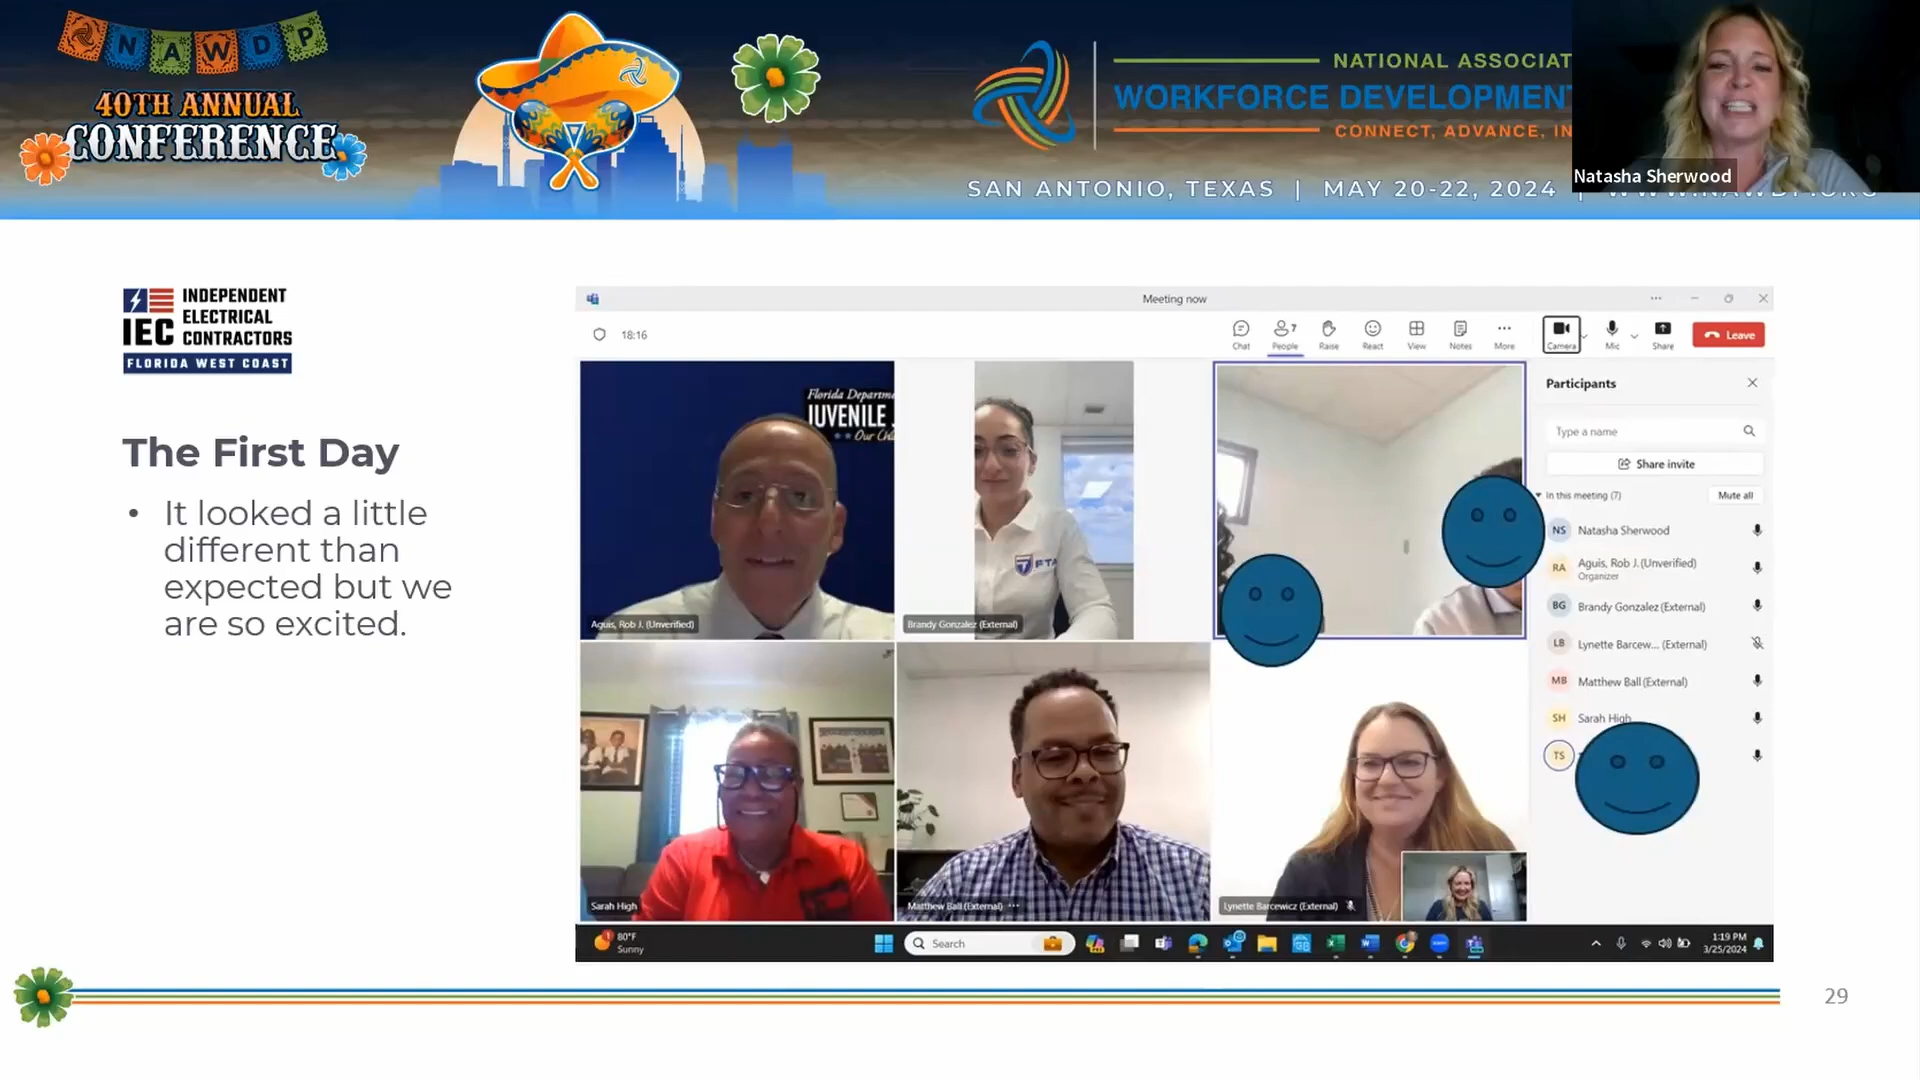 NAWDP
40TH ANNUAL
CONFERENCE
NATIONAL ASSOCIAT
WORKFORCE DEVELOPMENT
CONNECT, ADVANCE, IN
SAN ANTONIO, TEXAS | MAY 20-22, 2024 |
Natasha Sherwood
INDEPENDENT
ELECTRICAL
IEC CONTRACTORS
FLORIDA WEST COAST
The First Day
• It looked a little
different than
expected but we
are so excited.
Meeting now
18:16
Chat
People 7
Raise
React
View
Notes
More
Camera
Mic
Share
Leave
Florida Departme
JUVENILE J
Our Ch
Aguis, Rob J. (Unverified)
FTA
Brandy Gonzalez (External)
Sarah High
Matthew Ball (External) ...
Lynette Barcewicz (External)
Participants
Type a name
Share invite
In this meeting (7)
Mute all
NS Natasha Sherwood
RA Aguis, Rob J. (Unverified)
Organizer
BG Brandy Gonzalez (External)
LB Lynette Barcew... (External)
MB Matthew Ball (External)
SH Sarah High
TS
1
80°F
Sunny
Search
1:19 PM
3/25/2024
29